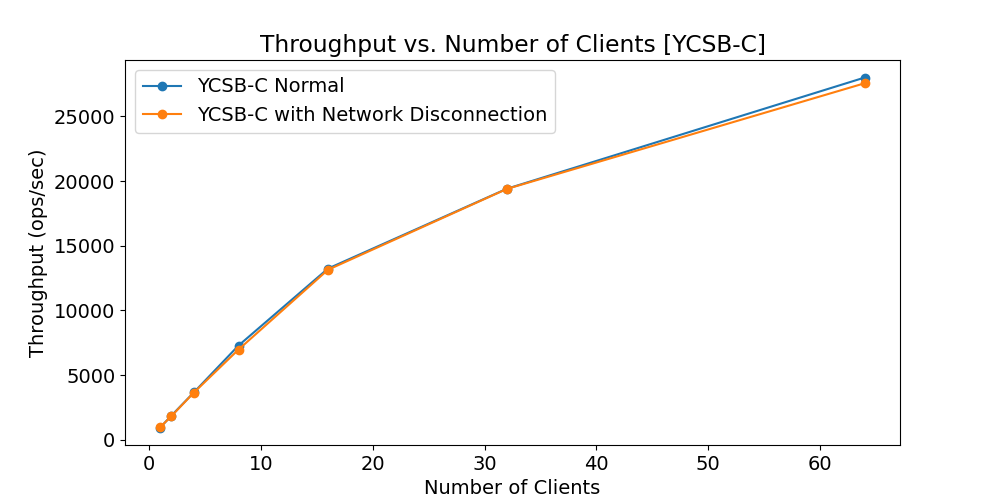 Throughput vs. Number of Clients [YCSB-C]
YCSB-C Normal
YCSB-C with Network Disconnection
Throughput (ops/sec)
25000
20000
15000
10000
5000
0
0 10 20 30 40 50 60
Number of Clients